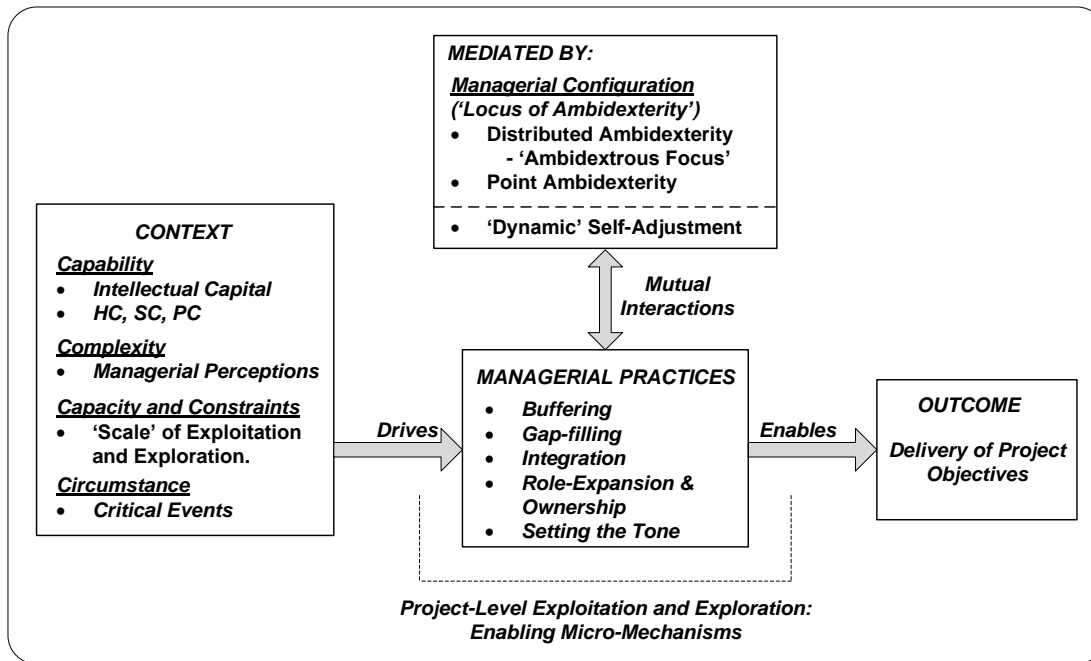 MEDIATED BY:
Managerial Configuration
(‘Locus of Ambidexterity’)
• Distributed Ambidexterity
- ‘Ambidextrous Focus’
• Point Ambidexterity
• ‘Dynamic’ Self-Adjustment
CONTEXT
Capability
• Intellectual Capital
• HC, SC, PC
Complexity
• Managerial Perceptions
Capacity and Constraints
• ‘Scale’ of Exploitation
and Exploration.
Circumstance
• Critical Events
Mutual
Interactions
Drives
MANAGERIAL PRACTICES
• Buffering
• Gap-filling
• Integration
• Role-Expansion &
Ownership
• Setting the Tone
Enables
OUTCOME
Delivery of Project
Objectives
Project-Level Exploitation and Exploration:
Enabling Micro-Mechanisms